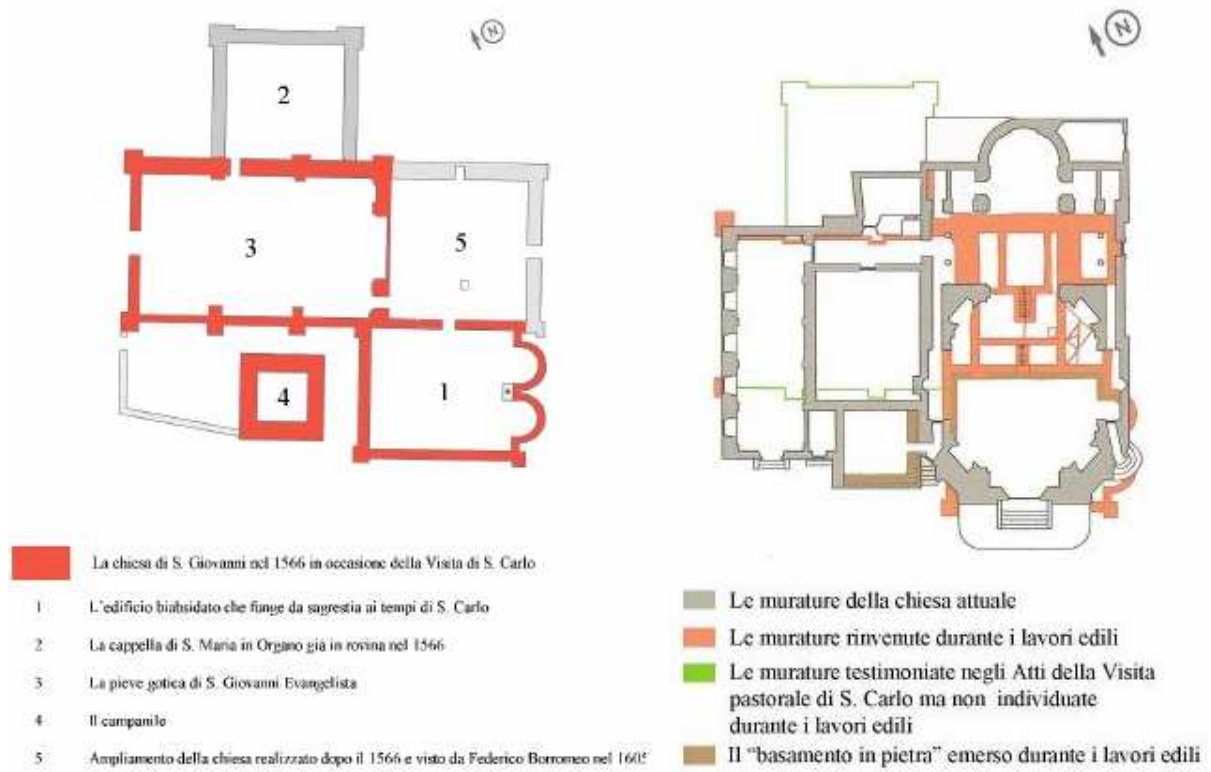 N
2
3
5
4
1
La chiesa di S. Giovanni nel 1566 in occasione della Visita di S. Carlo
1 L'edificio biabsidato che funge da sagrestia ai tempi di S. Carlo
2 La cappella di S. Maria in Organo già in rovina nel 1566
3 La pieve gotica di S. Giovanni Evangelista
4 Il campanile
5 Ampliamento della chiesa realizzato dopo il 1566 e visto da Federico Borromeo nel 1605
N
Le murature della chiesa attuale
Le murature rinvenute durante i lavori edili
Le murature testimoniate negli Atti della Visita
pastorale di S. Carlo ma non individuate
durante i lavori edili
Il "basamento in pietra" emerso durante i lavori edili